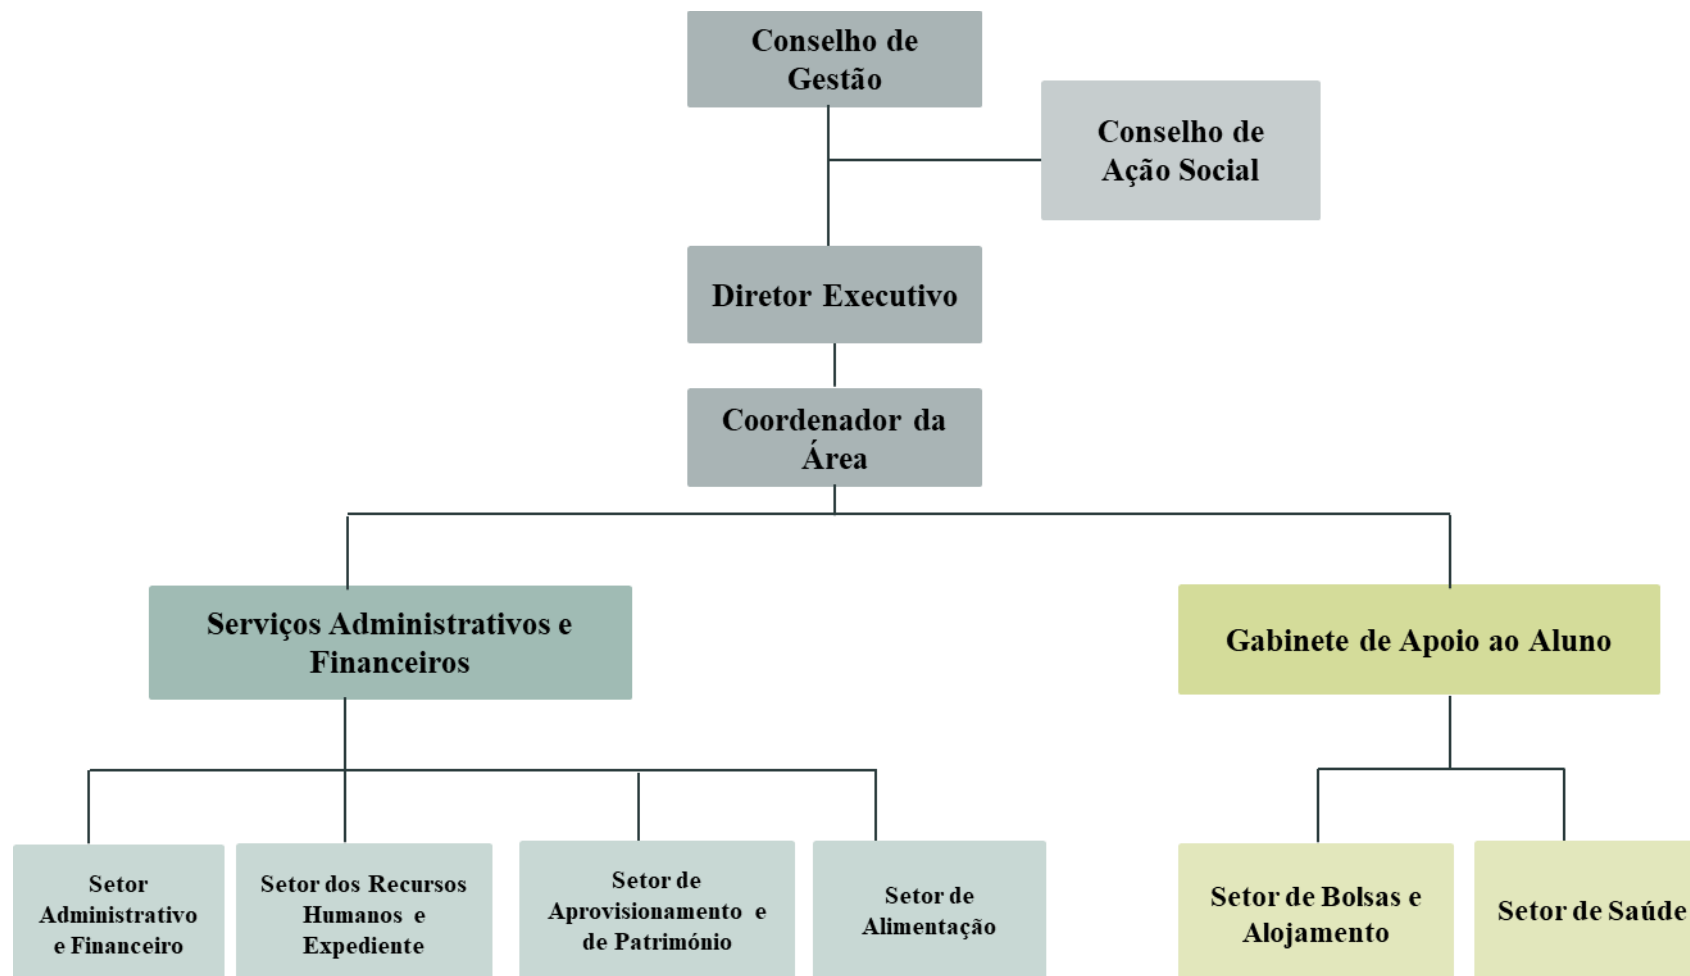 Conselho de
Gestão
Conselho de
Ação Social
Diretor Executivo
Coordenador da
Área
Serviços Administrativos e
Financeiros
Gabinete de Apoio ao Aluno
Setor
Administrativo
e Financeiro
Setor dos Recursos
Humanos e
Expediente
Setor de
Aprovisionamento e
de Património
Setor de
Alimentação
Setor de Bolsas e
Alojamento
Setor de Saúde